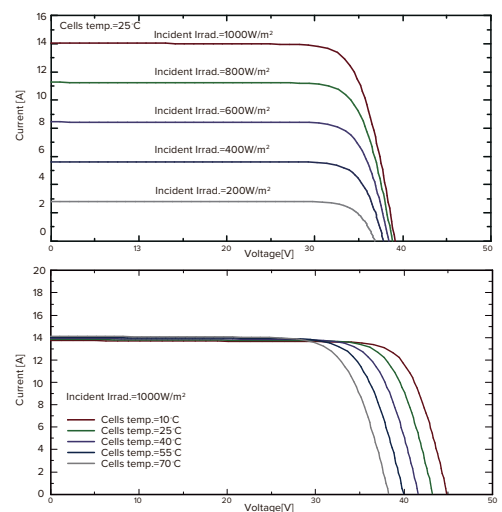 16
14
12
10
8
6
4
2
0
Current [A]
Cells temp.=25°C
Incident Irrad.=1000W/m²
Incident Irrad.=800W/m²
Incident Irrad.=600W/m²
Incident Irrad.=400W/m²
Incident Irrad.=200W/m²
0 13 20 30 40 50
Voltage[V]
20
18
16
14
12
10
8
6
4
2
0
Current [A]
Incident Irrad.=1000W/m²
Cells temp.=10°C
Cells temp.=25°C
Cells temp.=40°C
Cells temp.=55°C
Cells temp.=70°C
0 10 20 30 40 50
Voltage[V]